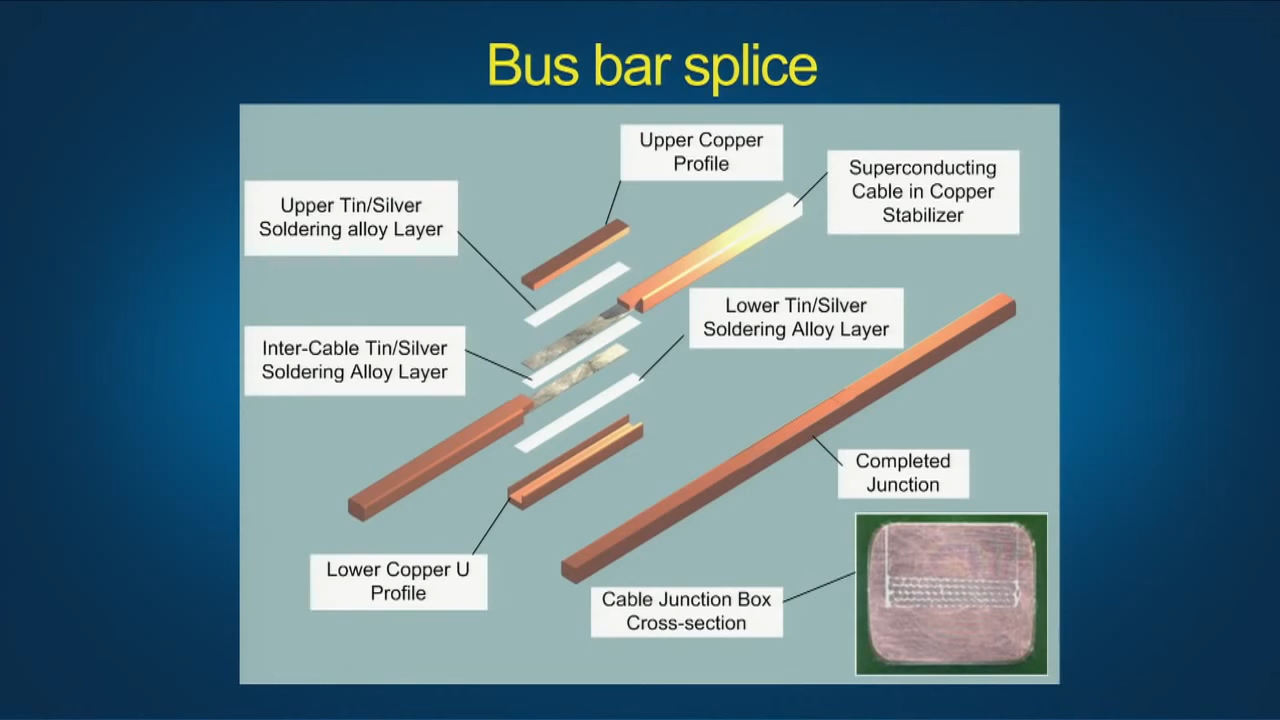 Bus bar splice
Upper Copper
Profile
Superconducting
Cable in Copper
Stabilizer
Upper Tin/Silver
Soldering alloy Layer
Lower Tin/Silver
Soldering Alloy Layer
Inter-Cable Tin/Silver
Soldering Alloy Layer
Completed
Junction
Lower Copper U
Profile
Cable Junction Box
Cross-section